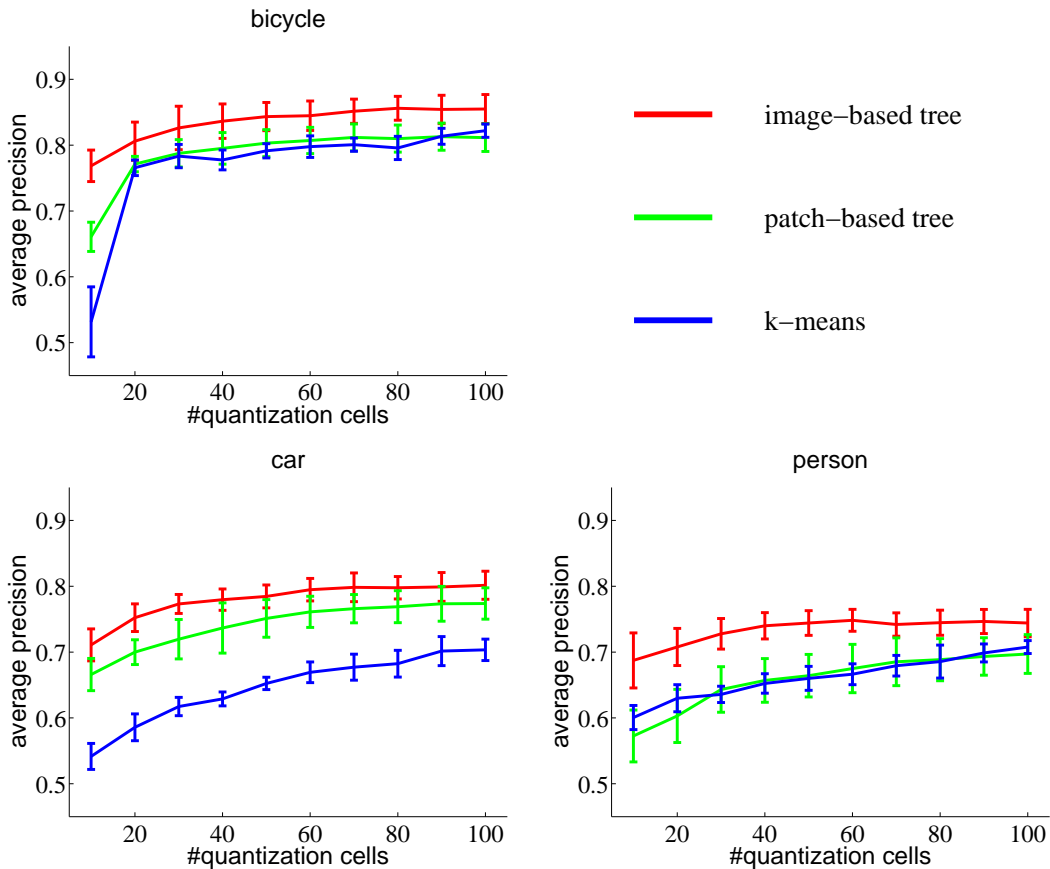 bicycle
0.9
0.8
0.7
0.6
0.5
average precision
20 40 60 80 100
#quantization cells
image−based tree
patch−based tree
k−means
car
0.9
0.8
0.7
0.6
0.5
average precision
20 40 60 80 100
#quantization cells
person
0.9
0.8
0.7
0.6
0.5
average precision
20 40 60 80 100
#quantization cells